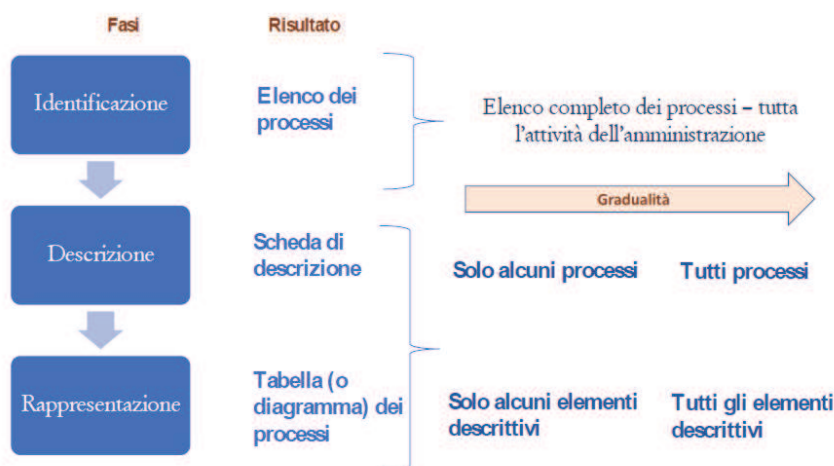 Fasi
Risultato
Identificazione
Elenco dei
processi
Elenco completo dei processi – tutta
l'attività dell'amministrazione
Gradualità
Descrizione
Scheda di
descrizione
Solo alcuni processi
Tutti processi
Rappresentazione
Tabella (o
diagramma) dei
processi
Solo alcuni elementi
descrittivi
Tutti gli elementi
descrittivi